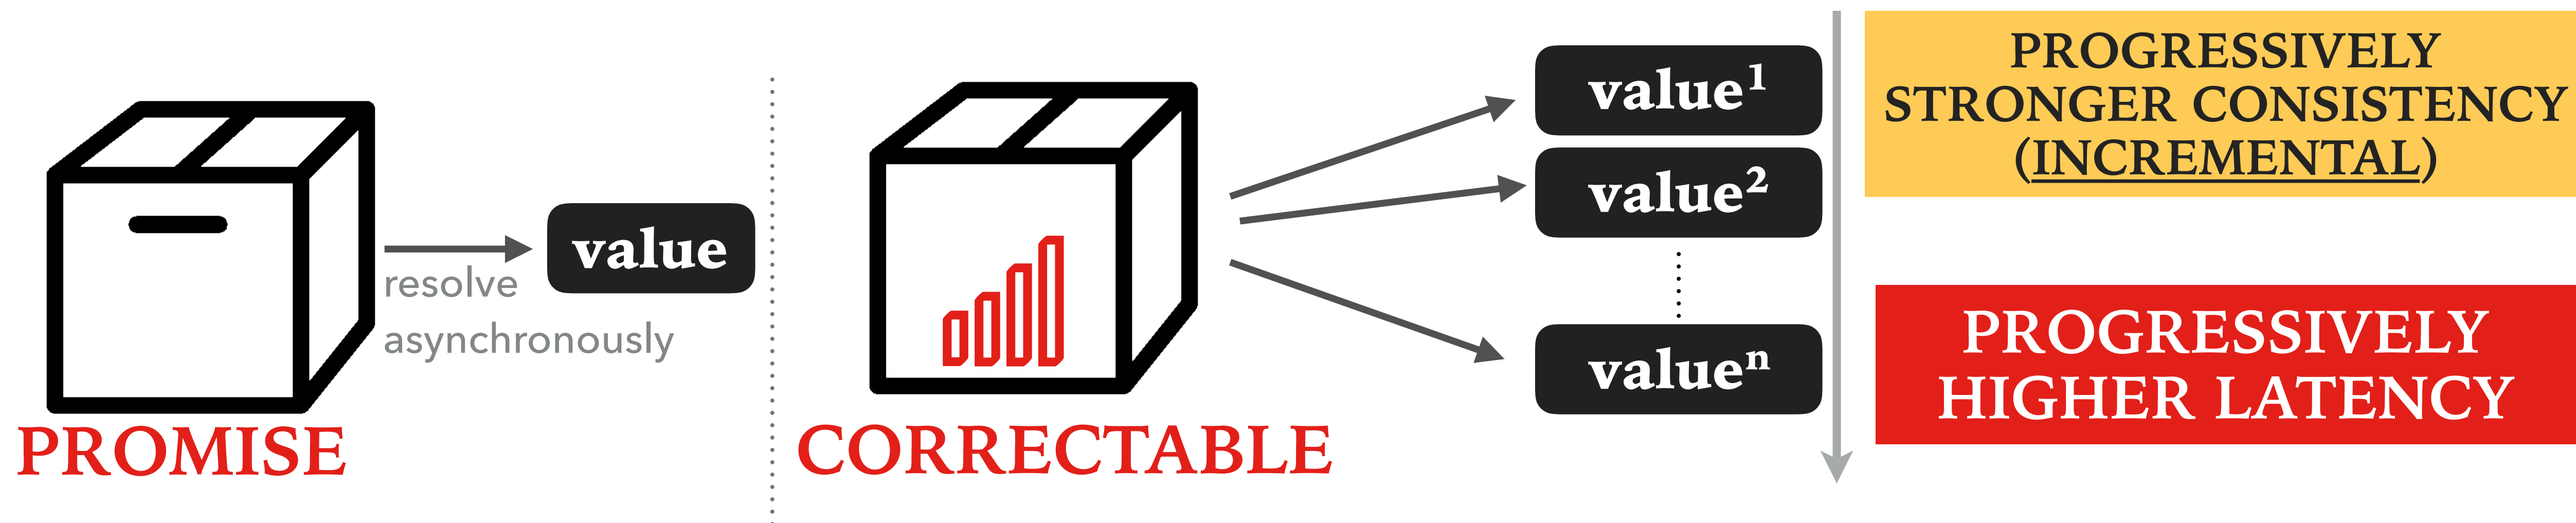 value
resolve
asynchronously
PROMISE
CORRECTABLE
value¹
value²
valueⁿ
PROGRESSIVELY
STRONGER CONSISTENCY
(INCREMENTAL)
PROGRESSIVELY
HIGHER LATENCY